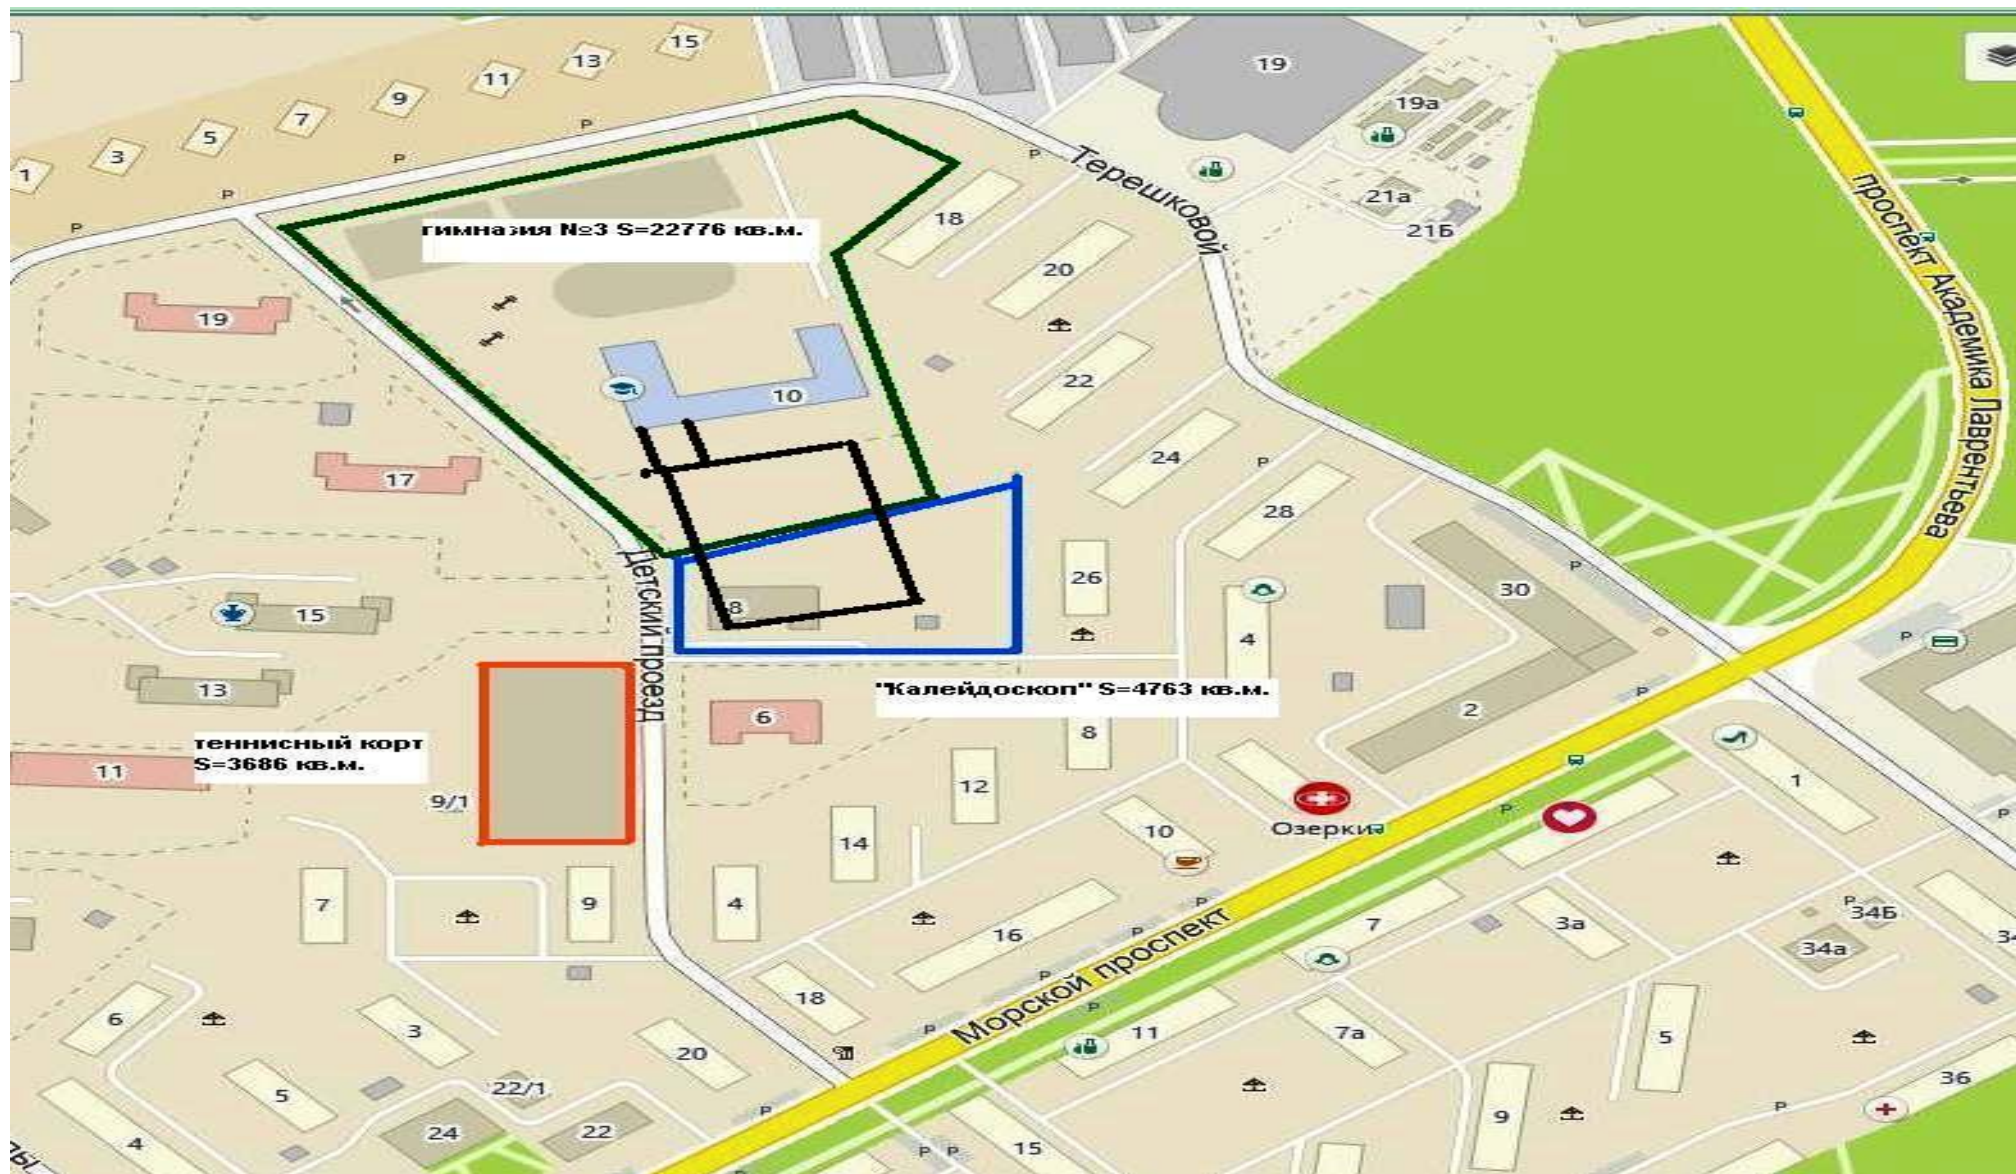 15
13
11
9
7
5
3
1
P
P
P
P
P
19
19а
21а
21Б
Терешковой
проспект Академика Лаврентьева
гимназия №3 S=22776 кв.м.
18
20
22
24
P
28
19
10
17
26
30
P
8
15
4
Детский проезд
13
"Калейдоскоп" S=4763 кв.м.
2
P
P
6
8
теннисный корт
S=3686 кв.м.
11
9/1
12
1
14
10
Озерки
P
P
7
9
4
16
P
P
7
3а
P
34Б
34а
34
Морской проспект
P
P
P
18
6
3
20
11
7а
5
5
22/1
36
P
P
24
22
4
9
15
P
P